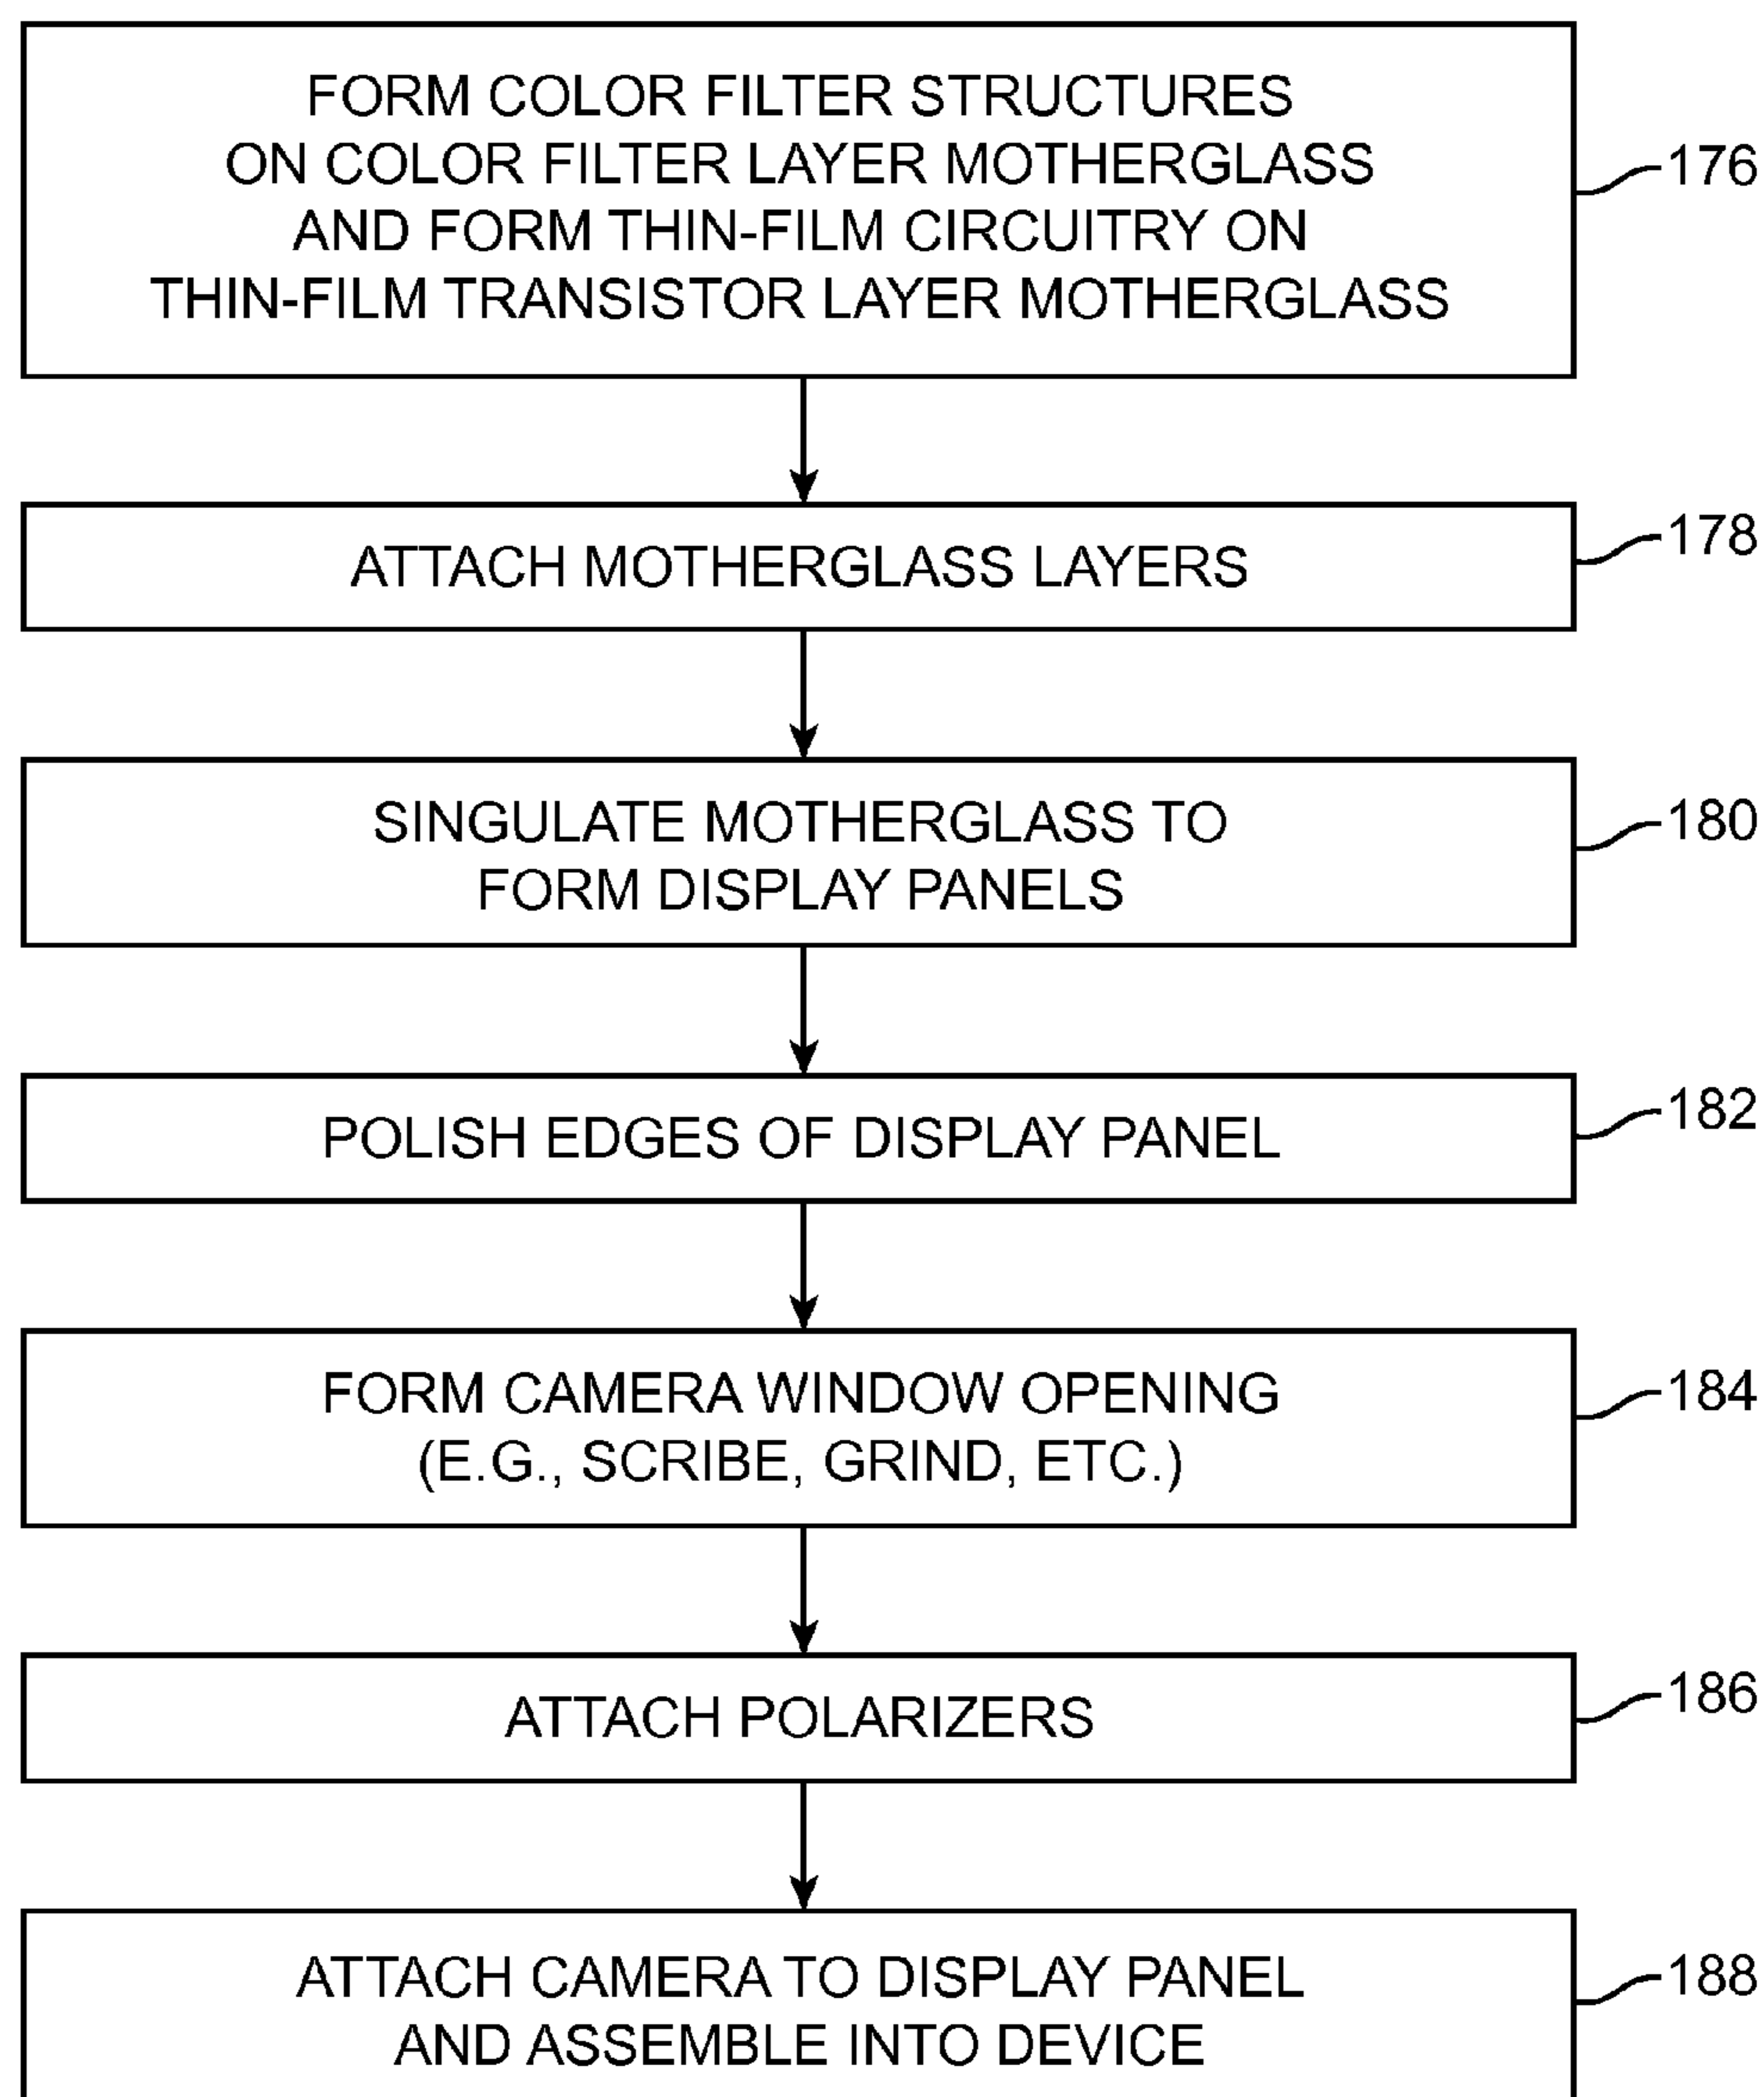 FORM COLOR FILTER STRUCTURES
ON COLOR FILTER LAYER MOTHERGLASS
AND FORM THIN-FILM CIRCUITRY ON
THIN-FILM TRANSISTOR LAYER MOTHERGLASS
176
ATTACH MOTHERGLASS LAYERS
178
SINGULATE MOTHERGLASS TO
FORM DISPLAY PANELS
180
POLISH EDGES OF DISPLAY PANEL
182
FORM CAMERA WINDOW OPENING
(E.G., SCRIBE, GRIND, ETC.)
184
ATTACH POLARIZERS
186
ATTACH CAMERA TO DISPLAY PANEL
AND ASSEMBLE INTO DEVICE
188